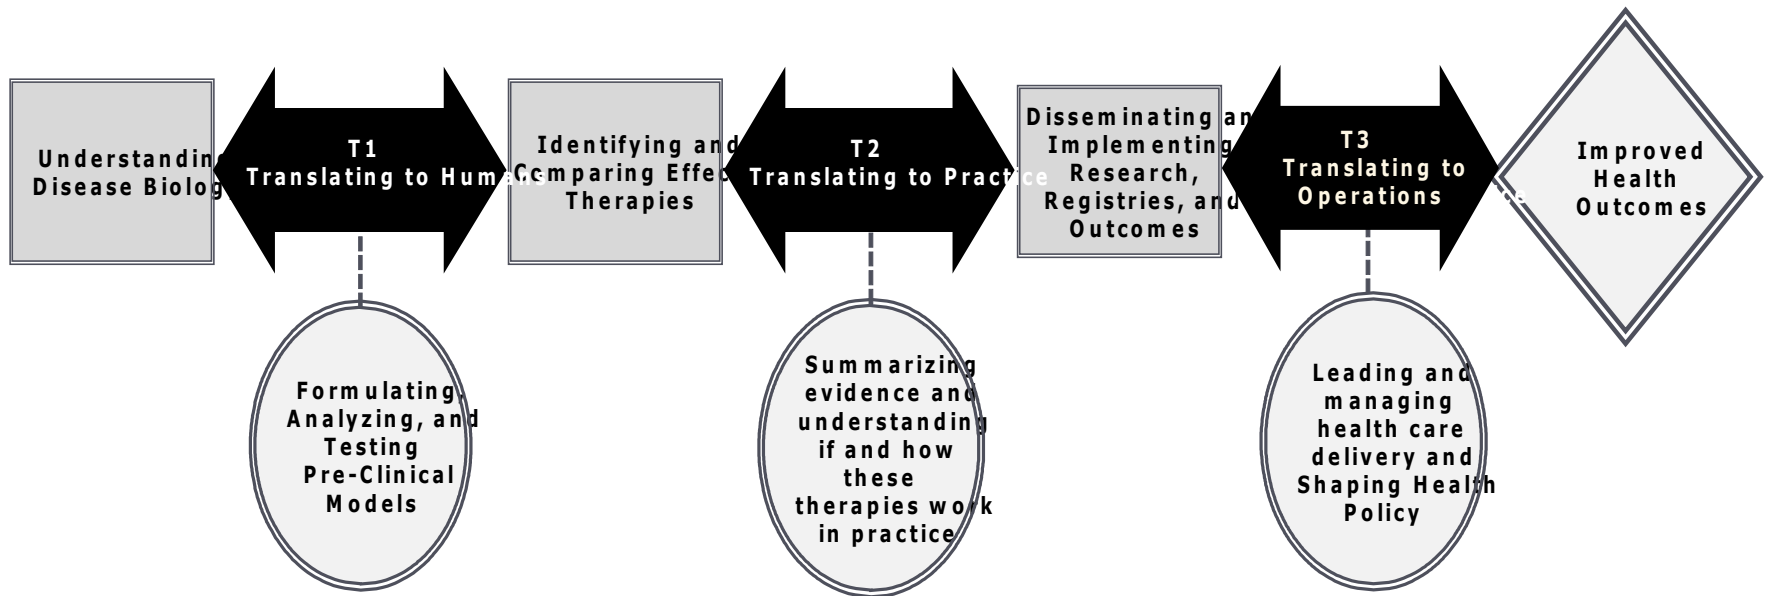 Understanding
Disease Biolog
T1
Translating to Humans
Identifying and
Comparing Effec
Therapies
T2
Translating to Practice
Disseminating an
Implementing
Research,
Registries, and
Outcomes
T3
Translating to
Operations
ce
Improved
Health
Outcomes
Formulating,
Analyzing, and
Testing
Pre-Clinical
Models
Summarizing
evidence and
understanding
if and how
these
therapies work
in practice
Leading and
managing
health care
delivery and
Shaping Health
Policy